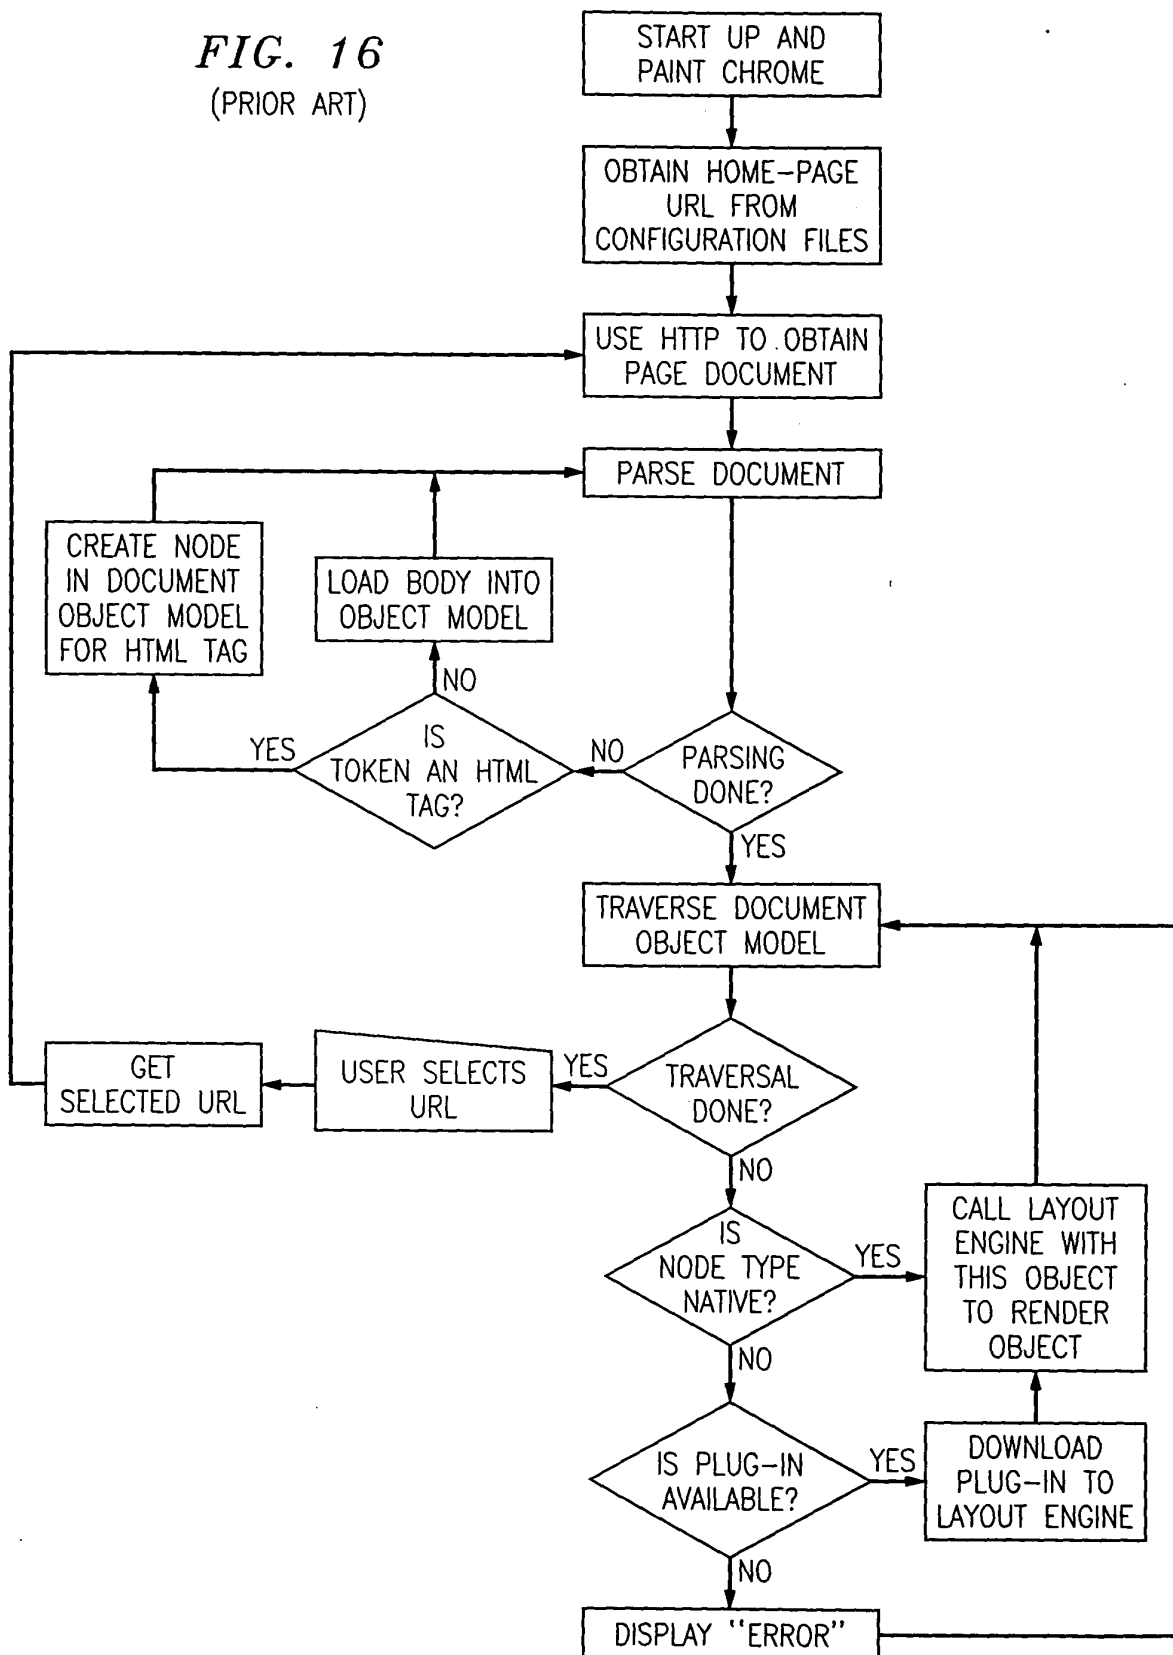 FIG. 16
(PRIOR ART)
START UP AND
PAINT CHROME
OBTAIN HOME-PAGE
URL FROM
CONFIGURATION FILES
USE HTTP TO OBTAIN
PAGE DOCUMENT
PARSE DOCUMENT
CREATE NODE
IN DOCUMENT
OBJECT MODEL
FOR HTML TAG
LOAD BODY INTO
OBJECT MODEL
NO
YES
IS
TOKEN AN HTML
TAG?
NO
PARSING
DONE?
YES
TRAVERSE DOCUMENT
OBJECT MODEL
GET
SELECTED URL
USER SELECTS
URL
YES
TRAVERSAL
DONE?
NO
IS
NODE TYPE
NATIVE?
YES
CALL LAYOUT
ENGINE WITH
THIS OBJECT
TO RENDER
OBJECT
NO
IS PLUG-IN
AVAILABLE?
YES
DOWNLOAD
PLUG-IN TO
LAYOUT ENGINE
NO
DISPLAY "ERROR"